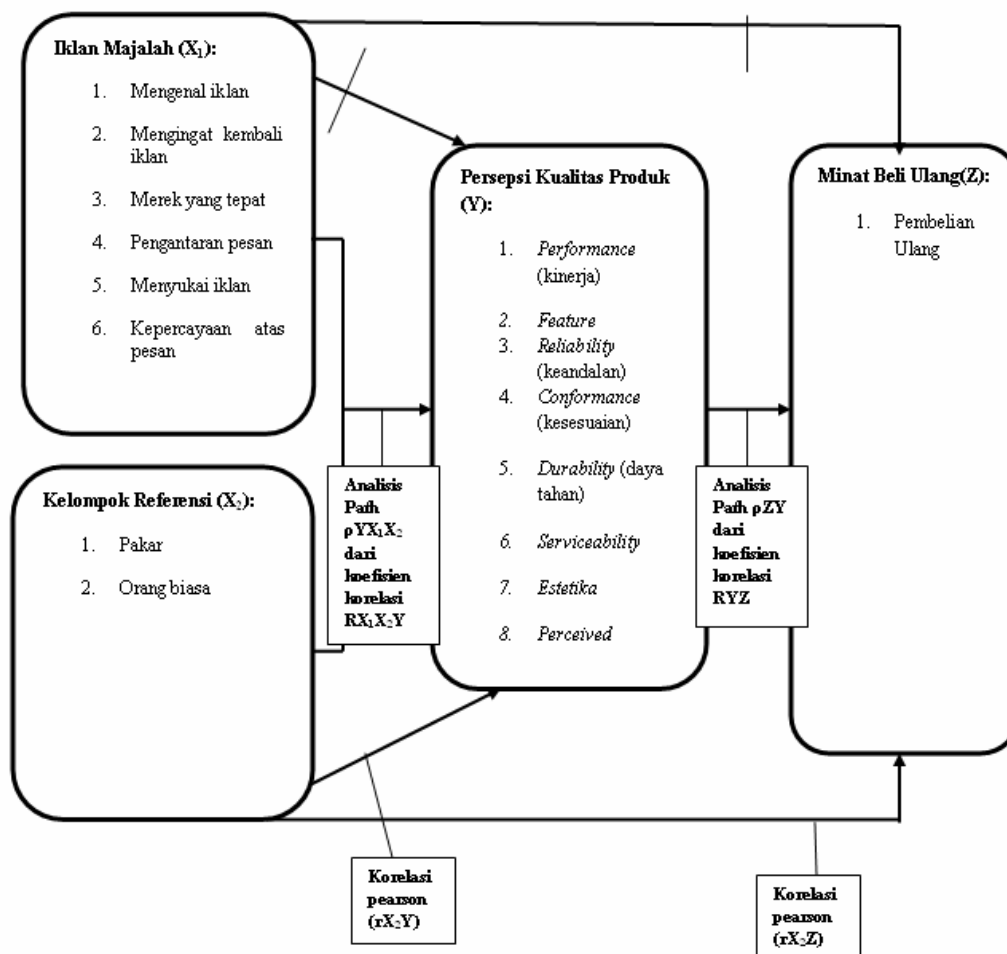 Iklan Majalah (X₁):
1. Mengenal iklan
2. Mengingat kembali
iklan
3. Merek yang tepat
4. Pengantaran pesan
5. Menyukai iklan
6. Kepercayaan atas
pesan
Kelompok Referensi (X₂):
1. Pakar
2. Orang biasa
Analisis
Path
ρYX₁X₂
dari
koefisien
korelasi
RX₁X₂Y
Persepsi Kualitas Produk
(Y):
1. Performance
(kinerja)
2. Feature
3. Reliability
(keandalan)
4. Conformance
(kesesuaian)
5. Durability (daya
tahan)
6. Serviceability
7. Estetika
8. Perceived
Analisis
Path ρZY
dari
koefisien
korelasi
RYZ
Minat Beli Ulang(Z):
1. Pembelian
Ulang
Korelasi
pearson
(rX₂Y)
Korelasi
pearson
(rX₂Z)